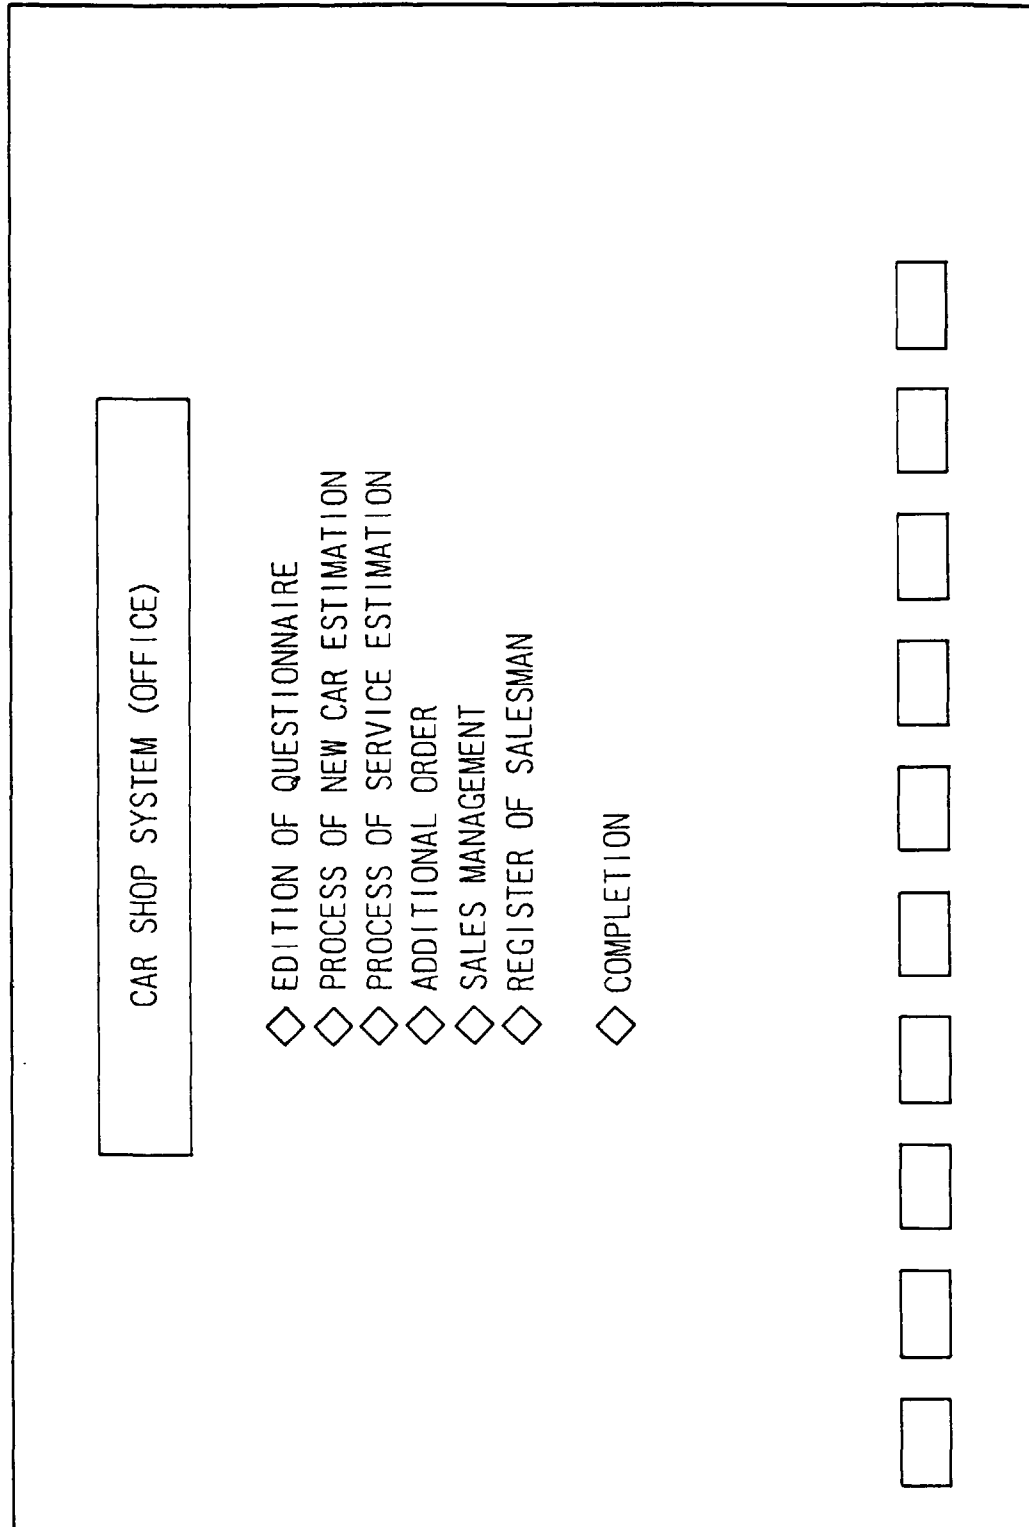 CAR SHOP SYSTEM (OFFICE)
EDITION OF QUESTIONNAIRE
PROCESS OF NEW CAR ESTIMATION
PROCESS OF SERVICE ESTIMATION
ADDITIONAL ORDER
SALES MANAGEMENT
REGISTER OF SALESMAN
COMPLETION